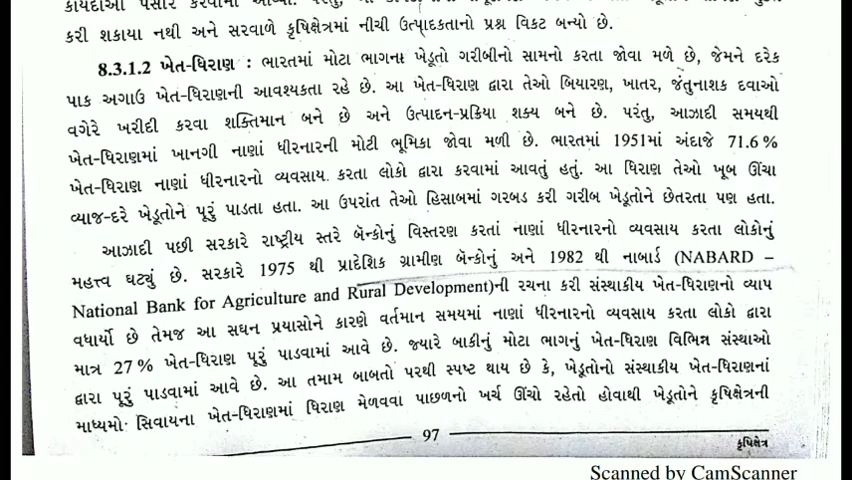 કરી શકાયા નથી અને સરવાળે કૃષિક્ષેત્રમાં નીચી ઉત્પાદકતાનો પ્રશ્ન વિકટ બન્યો છે.
8.3.1.2 ખેત-ધિરાણ : ભારતમાં મોટા ભાગના ખેડૂતો ગરીબીનો સામનો કરતા જોવા મળે છે, જેમને દરેક
પાક અગાઉ ખેત-ધિરાણની આવશ્યકતા રહે છે. આ ખેત-ધિરાણ દ્વારા તેઓ બિયારણ, ખાતર, જંતુનાશક દવાઓ
વગેરે ખરીદી કરવા શક્તિમાન બને છે અને ઉત્પાદન-પ્રક્રિયા શક્ય બને છે. પરંતુ, આઝાદી સમયથી
ખેત-ધિરાણમાં ખાનગી નાણાં ધીરનારની મોટી ભૂમિકા જોવા મળી છે. ભારતમાં 1951માં અંદાજે 71.6 %
ખેત-ધિરાણ નાણાં ધીરનારનો વ્યવસાય કરતા લોકો દ્વારા કરવામાં આવતું હતું. આ ધિરાણ તેઓ ખૂબ ઊંચા
વ્યાજ-દરે ખેડૂતોને પૂરું પાડતા હતા. આ ઉપરાંત તેઓ હિસાબમાં ગરબડ કરી ગરીબ ખેડૂતોને છેતરતા પણ હતા.
આઝાદી પછી સરકારે રાષ્ટ્રીય સ્તરે બૅન્કોનું વિસ્તરણ કરતાં નાણાં ધીરનારનો વ્યવસાય કરતા લોકોનું
મહત્ત્વ ઘટ્યું છે. સરકારે 1975 થી પ્રાદેશિક ગ્રામીણ બૅન્કોનું અને 1982 થી નાબાર્ડ (NABARD –
National Bank for Agriculture and Rural Development)ની રચના કરી સંસ્થાકીય ખેત-ધિરાણનો વ્યાપ
વધાર્યો છે તેમજ આ સઘન પ્રયાસોને કારણે વર્તમાન સમયમાં નાણાં ધીરનારનો વ્યવસાય કરતા લોકો દ્વારા
માત્ર 27 % ખેત-ધિરાણ પૂરું પાડવામાં આવે છે. જ્યારે બાકીનું મોટા ભાગનું ખેત-ધિરાણ વિભિન્ન સંસ્થાઓ
દ્વારા પૂરું પાડવામાં આવે છે. આ તમામ બાબતો પરથી સ્પષ્ટ થાય છે કે, ખેડૂતોનો સંસ્થાકીય ખેત-ધિરાણનાં
માધ્યમો સિવાયના ખેત-ધિરાણમાં ધિરાણ મેળવવા પાછળનો ખર્ચ ઊંચો રહેતો હોવાથી ખેડૂતોને કૃષિક્ષેત્રની
97
કૃષિક્ષેત્ર
Scanned by CamScanner